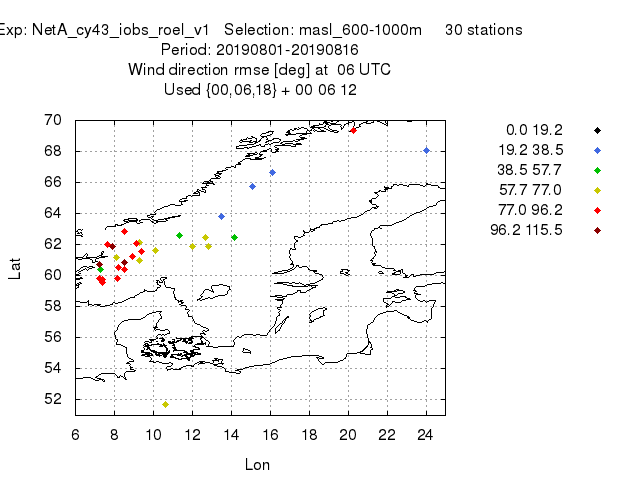 Exp: NetA_cy43_iobs_roel_v1 Selection: masl_600-1000m 30 stations
Period: 20190801-20190816
Wind direction rmse [deg] at 06 UTC
Used {00,06,18} + 00 06 12
70
68
66
64
62
60
58
56
54
52
6 8 10 12 14 16 18 20 22 24
Lat
Lon
0.0 19.2
19.2 38.5
38.5 57.7
57.7 77.0
77.0 96.2
96.2 115.5